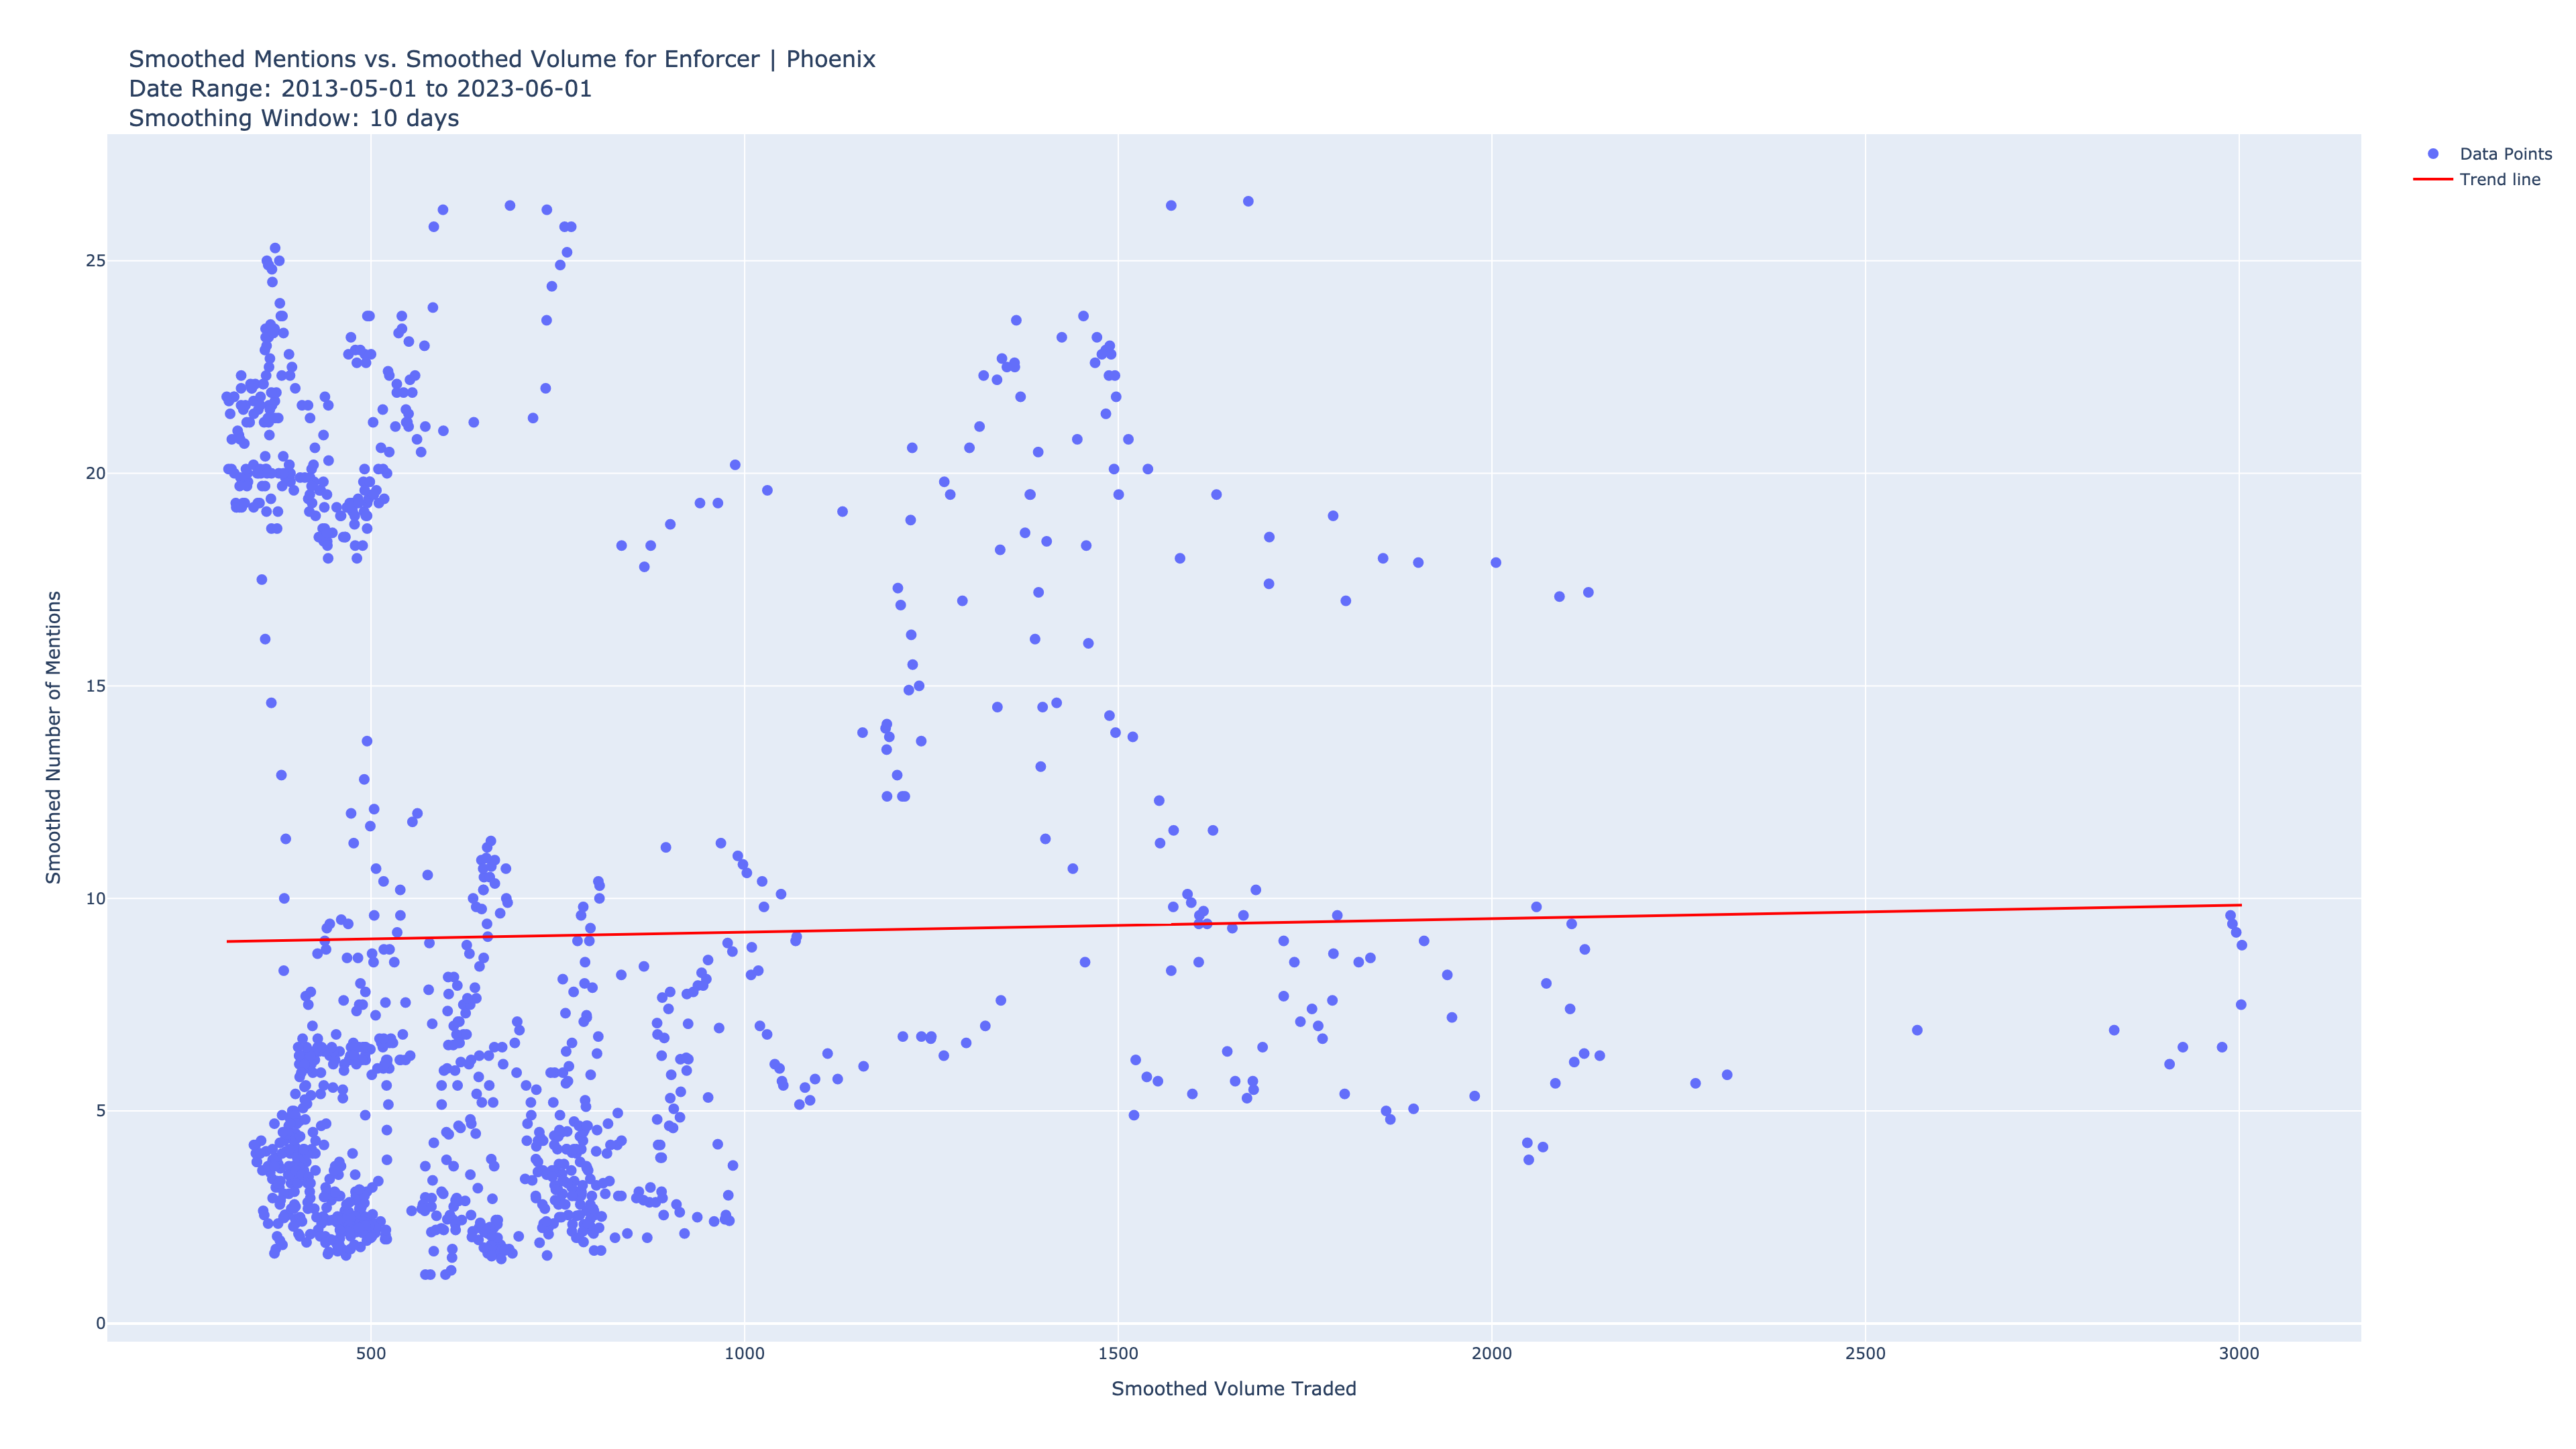 Smoothed Mentions vs. Smoothed Volume for Enforcer | Phoenix
Date Range: 2013-05-01 to 2023-06-01
Smoothing Window: 10 days
Data Points
Trend line
25
20
15
10
5
0
Smoothed Number of Mentions
500
1000
1500
2000
2500
3000
Smoothed Volume Traded